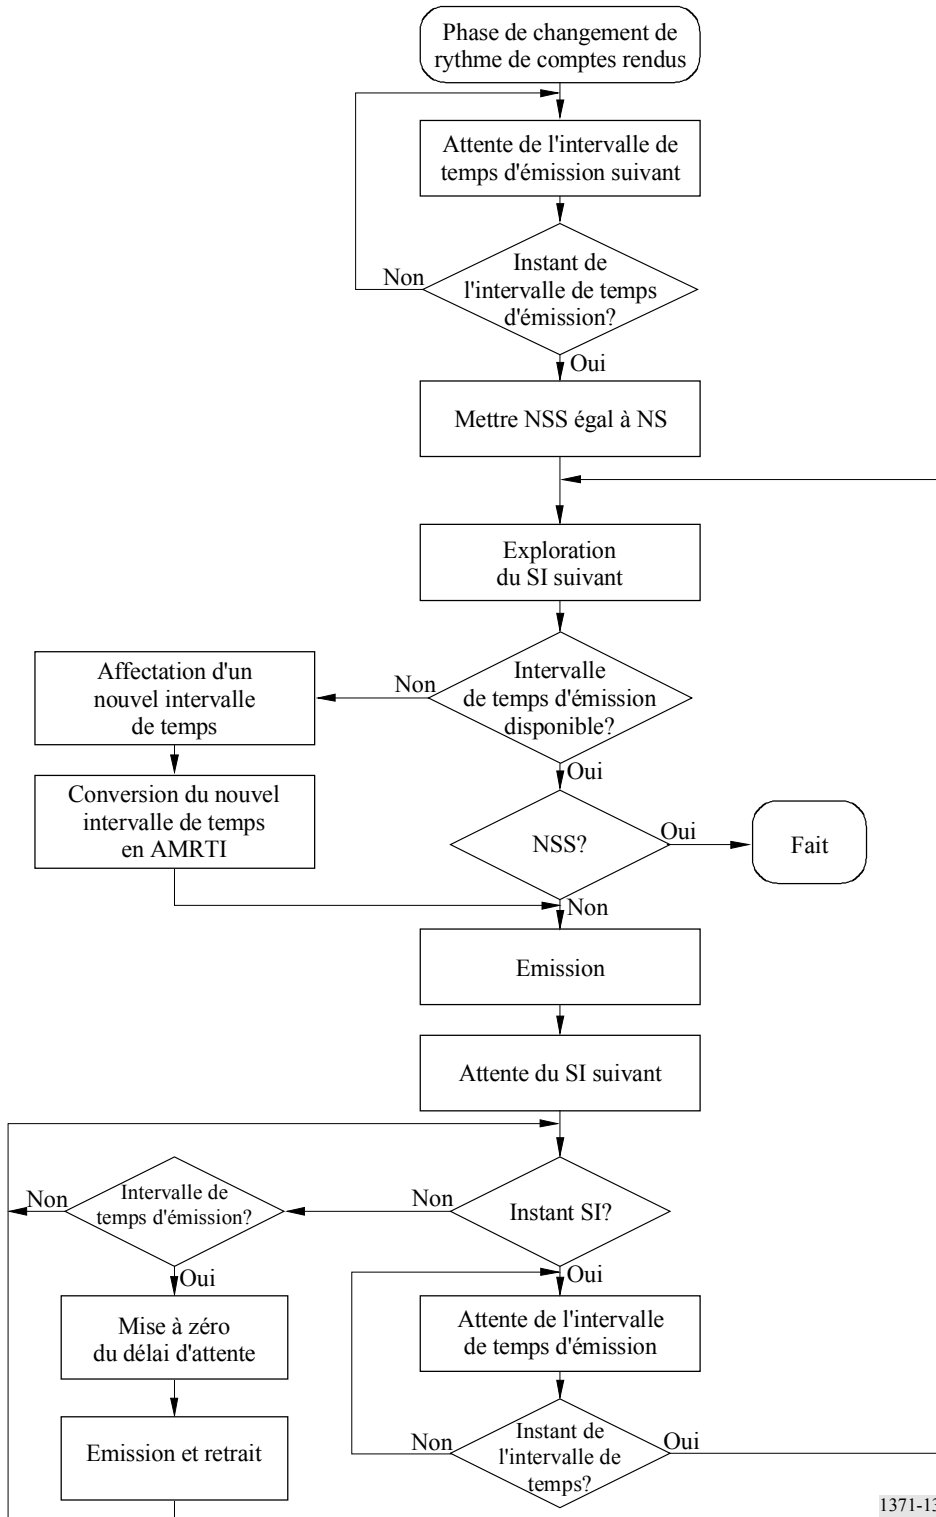 Phase de changement de
rythme de comptes rendus
Attente de l'intervalle de
temps d'émission suivant
Non
Instant de
l'intervalle de temps
d'émission?
Oui
Mettre NSS égal à NS
Exploration
du SI suivant
Affectation d'un
nouvel intervalle
de temps
Non
Intervalle
de temps d'émission
disponible?
Oui
Conversion du nouvel
intervalle de temps
en AMRTI
NSS?
Oui
Fait
Non
Emission
Attente du SI suivant
Non
Intervalle de
temps d'émission?
Non
Instant SI?
Oui
Oui
Mise à zéro
du délai d'attente
Attente de l'intervalle
de temps d'émission
Emission et retrait
Non
Instant de
l'intervalle de
temps?
Oui
1371-13